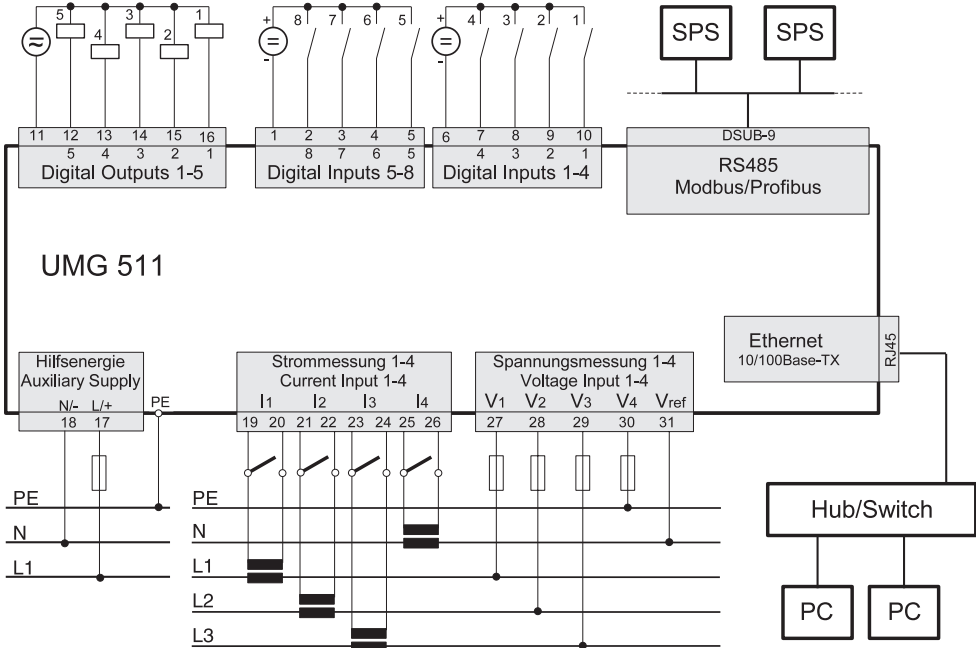 5 3 1
4 2
8 7 6 5
4 3 2 1
+
-
+
-
SPS SPS
11 12 13 14 15 16
5 4 3 2 1
Digital Outputs 1-5
1 2 3 4 5
8 7 6 5
Digital Inputs 5-8
6 7 8 9 10
4 3 2 1
Digital Inputs 1-4
DSUB-9
RS485
Modbus/Profibus
UMG 511
Ethernet
10/100Base-TX
RJ45
Hilfsenergie
Auxiliary Supply
N/- L/+ PE
18 17
Strommessung 1-4
Current Input 1-4
I1 I2 I3 I4
19 20 21 22 23 24 25 26
Spannungsmessung 1-4
Voltage Input 1-4
V1 V2 V3 V4 Vref
27 28 29 30 31
PE
N
L1
PE
N
L1
L2
L3
Hub/Switch
PC PC